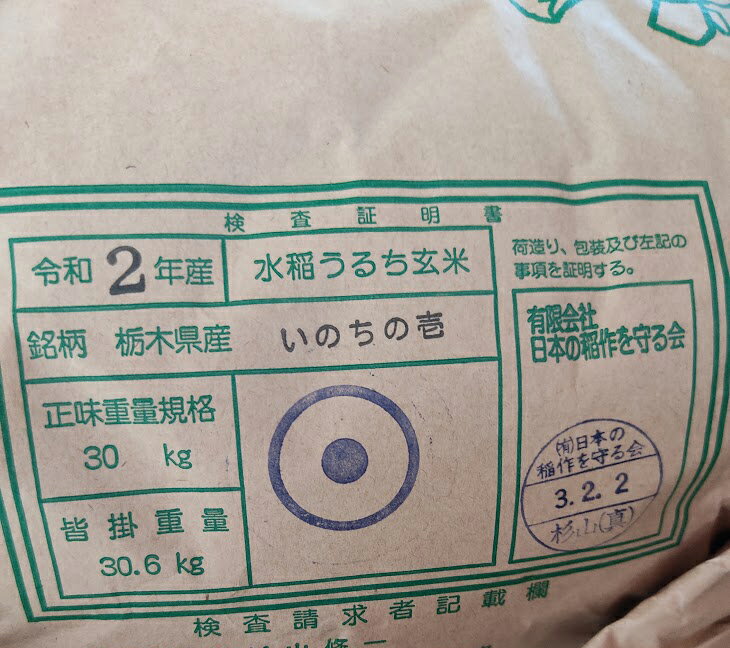 検査証明書
令和2年産
水稲うるち玄米
荷造り、包装及び左記の
事項を証明する。
銘柄 栃木県産 いのちの壱
有限会社
日本の稲作を守る会
正味重量規格
30 kg
皆掛重量
30.6 kg
(有)日本の
稲作を守る会
3.2.2
杉山(真)
検査請求者記載欄